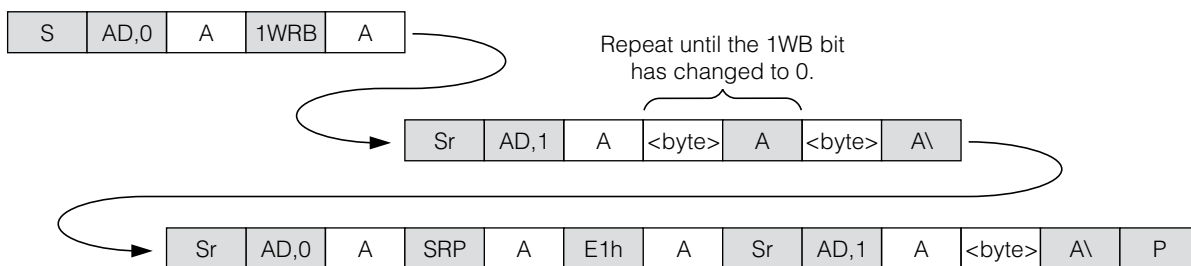 S AD,0 A 1WRB A
Repeat until the 1WB bit
has changed to 0.
Sr AD,1 A <byte> A <byte> A\
Sr AD,0 A SRP A E1h A Sr AD,1 A <byte> A\ P